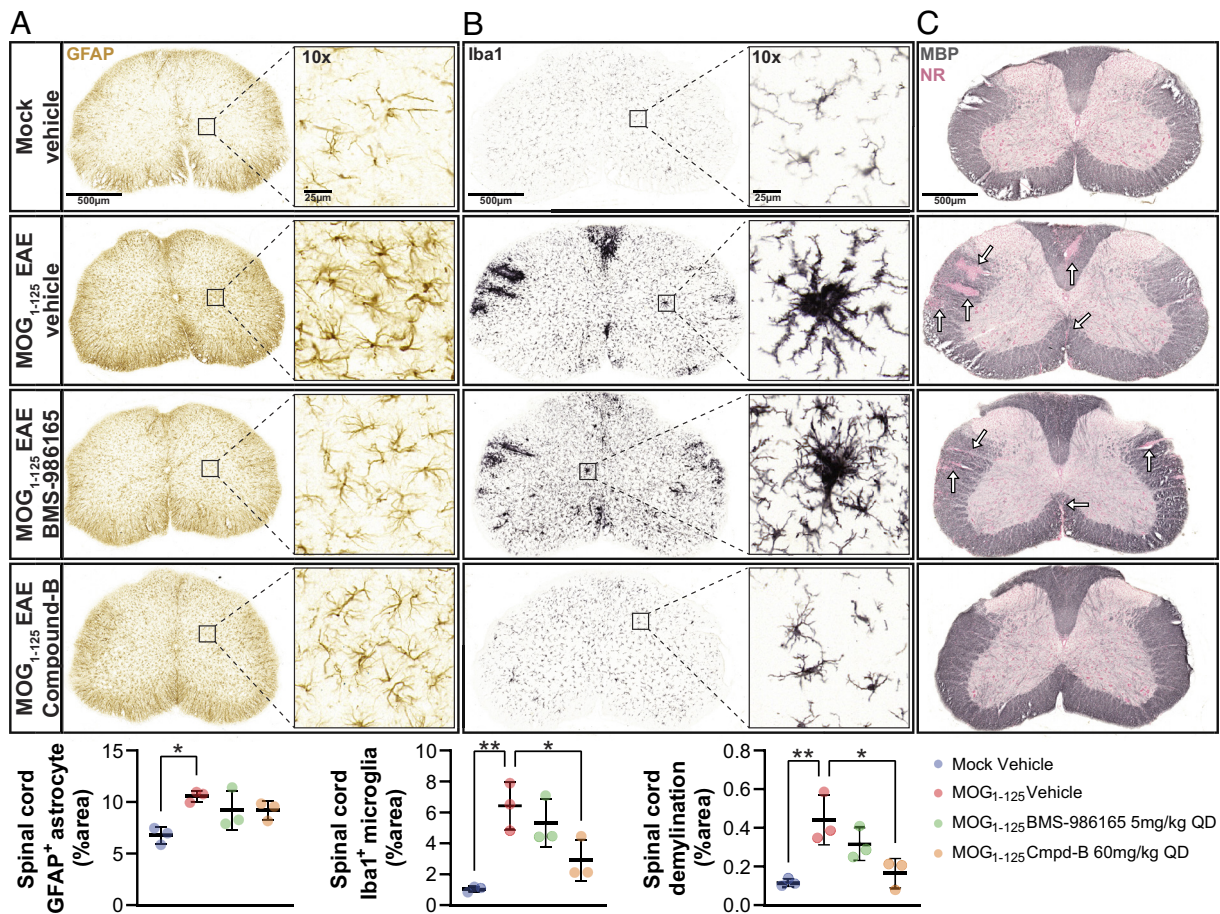 A
B
C
GFAP
10x
Iba1
10x
MBP
NR
Mock
vehicle
500µm
25µm
500µm
25µm
500µm
MOG1-125 EAE
vehicle
MOG1-125 EAE
BMS-986165
MOG1-125 EAE
Compound-B
Spinal cord
GFAP+ astrocyte
(%area)
15
10
5
0
*
Spinal cord
Iba1+ microglia
(%area)
10
8
6
4
2
0
**
*
Spinal cord
demylination
(%area)
0.8
0.6
0.4
0.2
0.0
**
*
Mock Vehicle
MOG1-125 Vehicle
MOG1-125 BMS-986165 5mg/kg QD
MOG1-125 Cmpd-B 60mg/kg QD